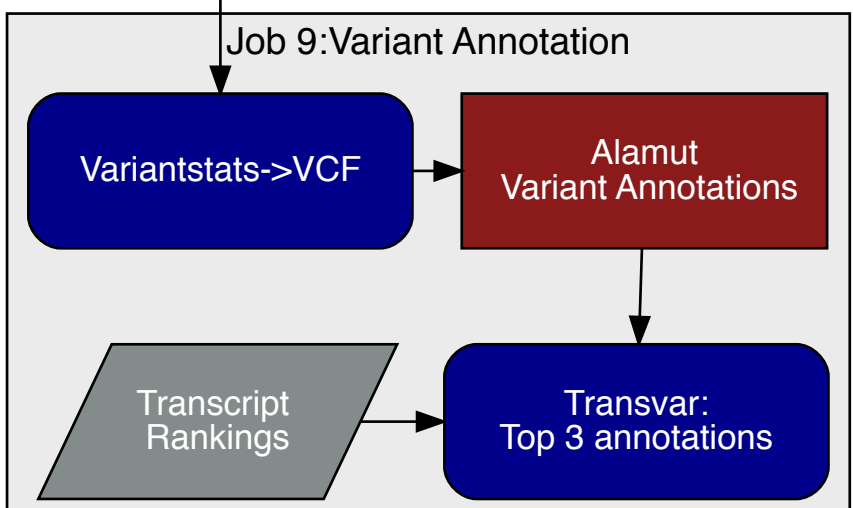 Job 9:Variant Annotation
Variantstats->VCF
Alamut
Variant Annotations
Transcript
Rankings
Transvar:
Top 3 annotations